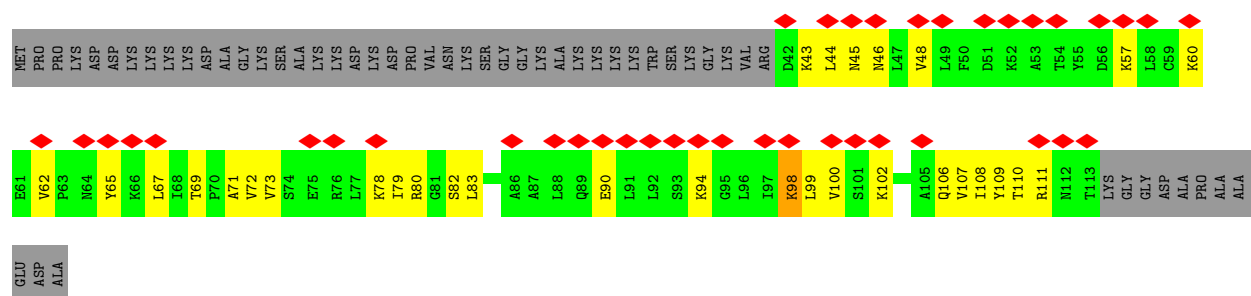 MET PRO PRO LYS ASP ASP LYS LYS LYS LYS ASP ALA GLY LYS SER ALA LYS LYS ASP LYS ASP PRO VAL ASN LYS SER GLY GLY LYS ALA LYS LYS LYS LYS TRP SER LYS GLY LYS VAL ARG D42 K43 L44 N45 N46 L47 V48 L49 F50 D51 K52 A53 T54 Y55 D56 K57 L58 C59 K60
E61 V62 P63 N64 Y65 K66 L67 I68 T69 P70 A71 V72 V73 S74 E75 R76 L77 K78 I79 R80 G81 S82 L83 A86 A87 L88 Q89 E90 L91 L92 S93 K94 G95 L96 I97 K98 L99 V100 S101 K102 A105 Q106 V107 I108 Y109 T110 R111 N112 T113 LYS GLY GLY ASP ALA PRO ALA ALA
GLU ASP ALA